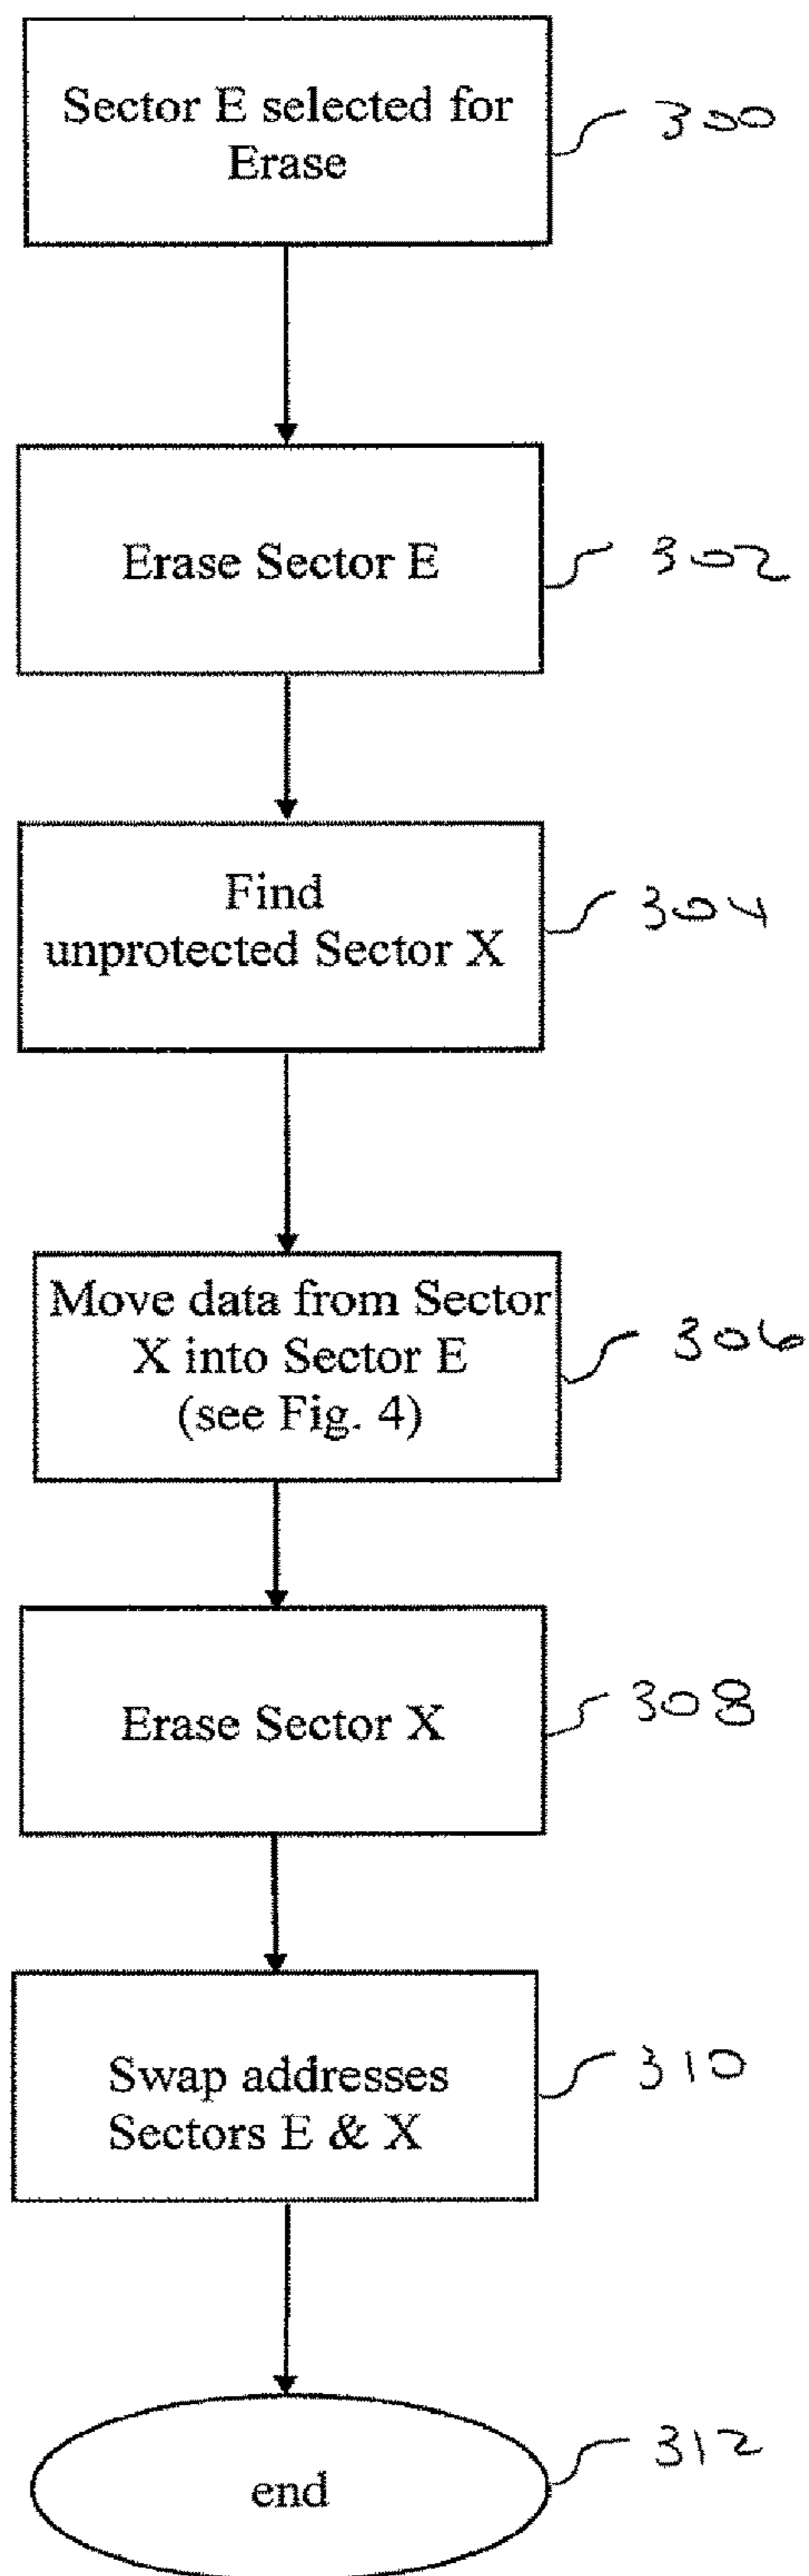 Sector E selected for
Erase
300
Erase Sector E
302
Find
unprotected Sector X
304
Move data from Sector
X into Sector E
(see Fig. 4)
306
Erase Sector X
308
Swap addresses
Sectors E & X
310
end
312